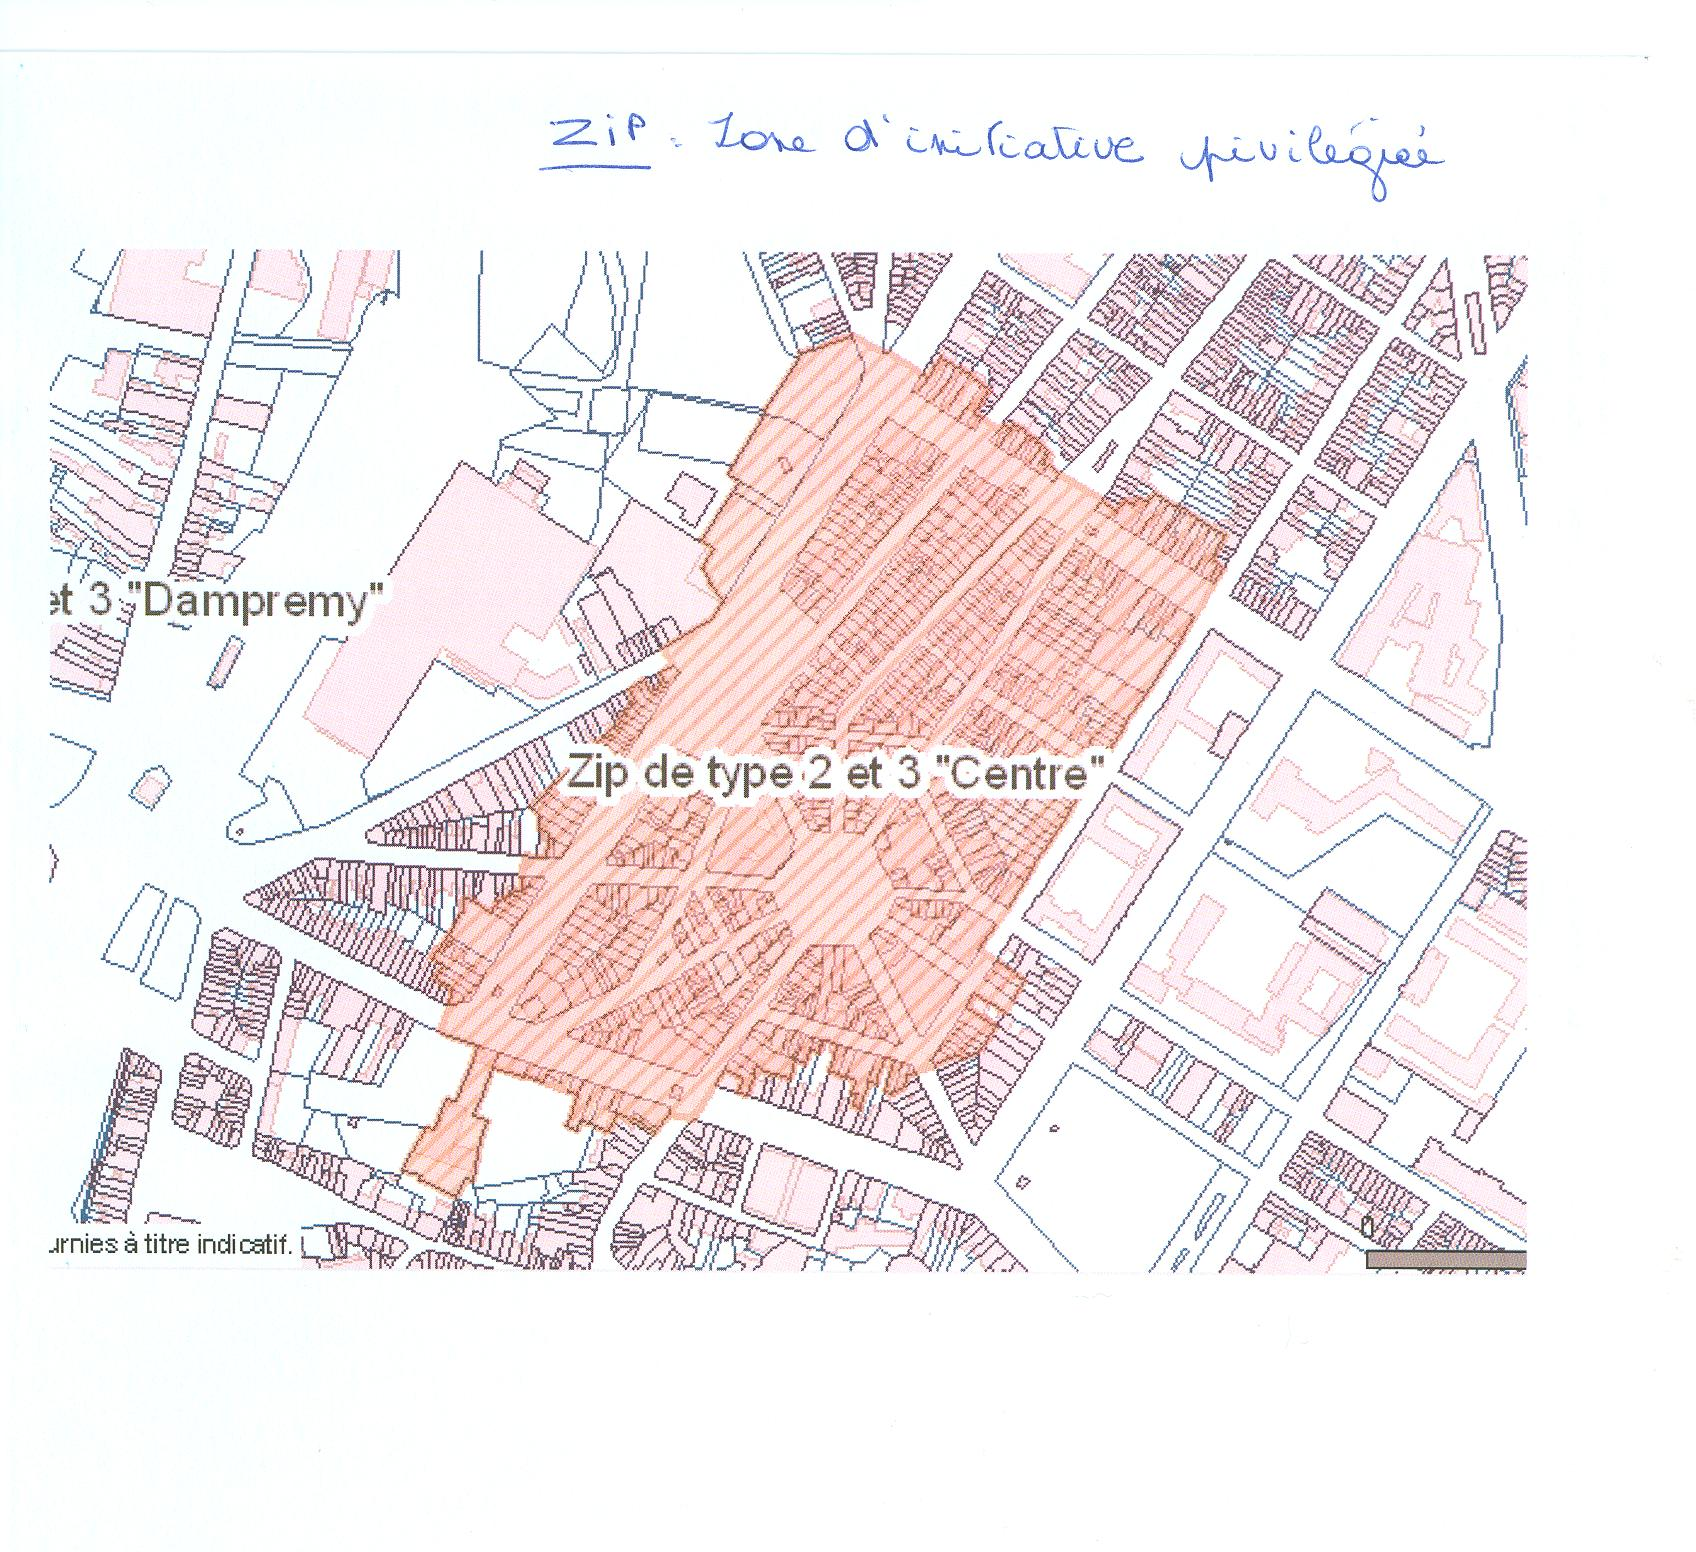 ZiP : Zone d'initiative privilégiée
et 3 "Dampremy"
Zip de type 2 et 3 "Centre"
urnies à titre indicatif.
0